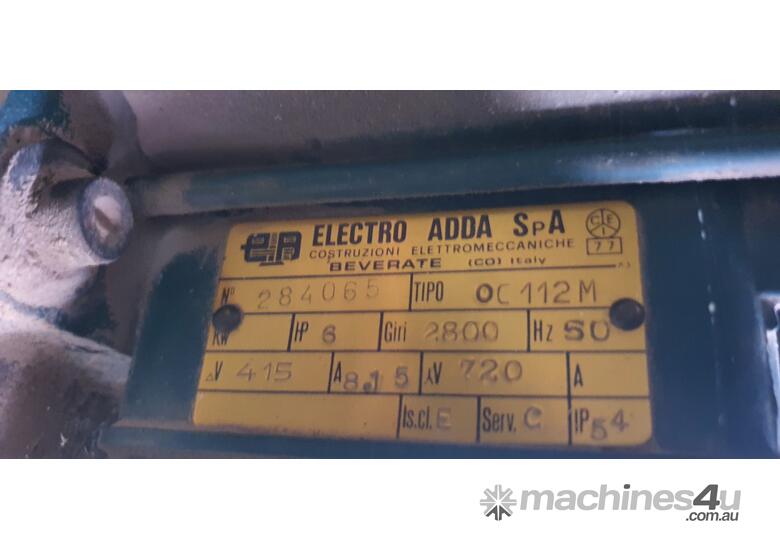 ELECTRO ADDA SpA
COSTRUZIONI ELETTROMECCANICHE
BEVERATE (CO) Italy
CEI
77
N° 284065 TIPO OC 112 M
KW HP 6 Giri 2800 Hz 50
△V 415 A 8,15 ⅄V 720 A
Is.cl. E Serv. C IP 54
machines4u
.com.au